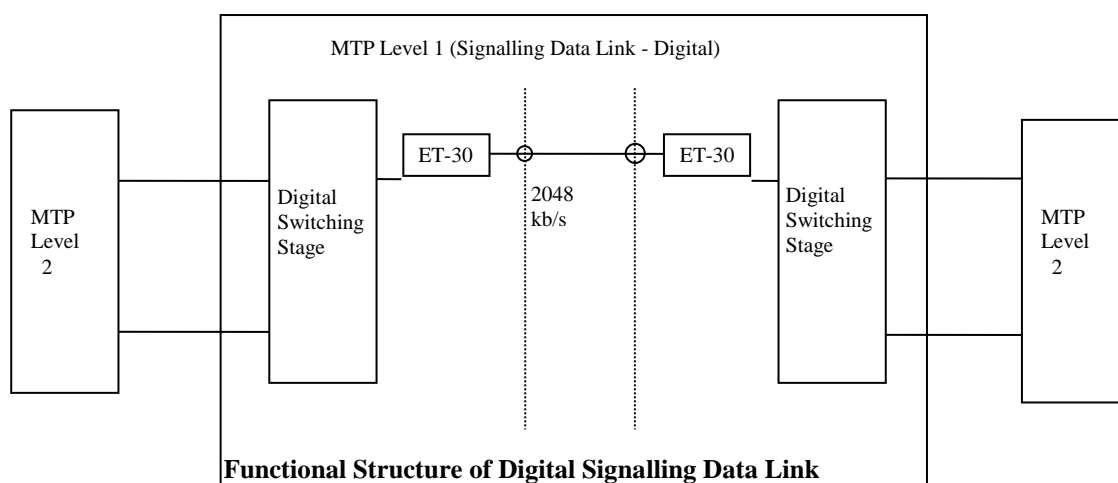 MTP Level 1 (Signalling Data Link - Digital)
MTP
Level
2
Digital
Switching
Stage
ET-30
2048
kb/s
ET-30
Digital
Switching
Stage
MTP
Level
2
Functional Structure of Digital Signalling Data Link